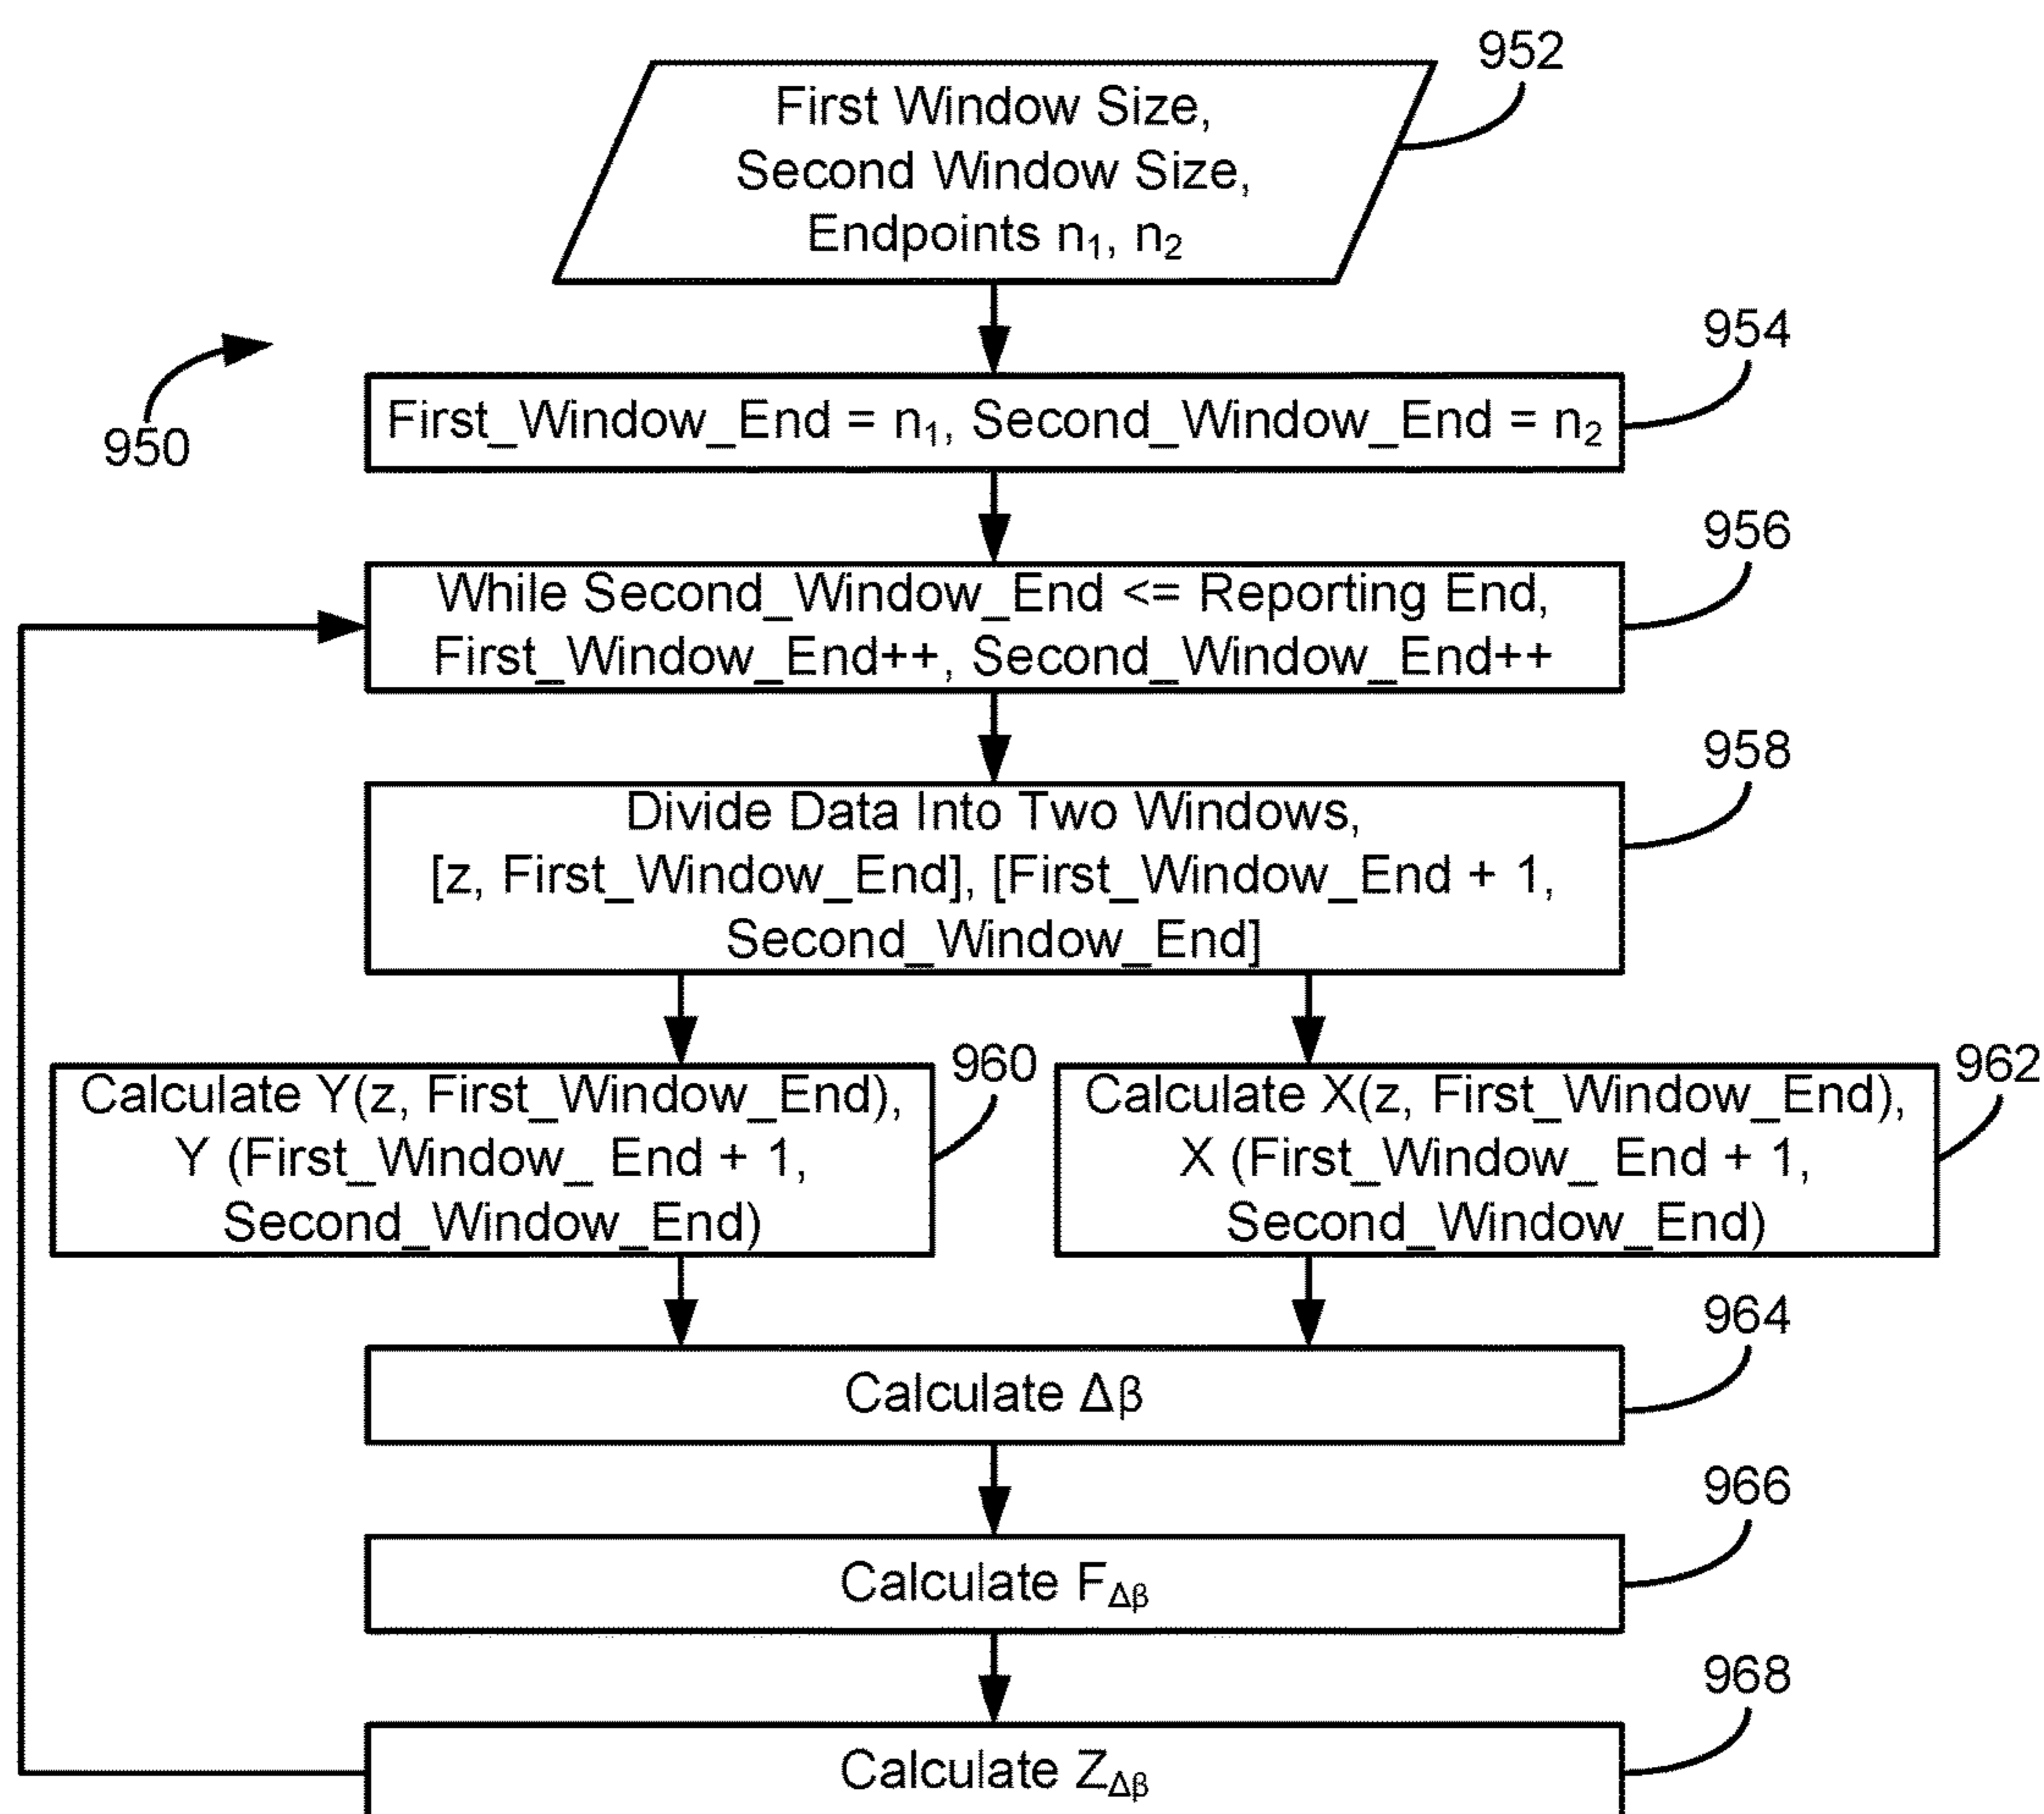 952
First Window Size,
Second Window Size,
Endpoints n₁, n₂
954
First_Window_End = n₁, Second_Window_End = n₂
950
956
While Second_Window_End <= Reporting End,
First_Window_End++, Second_Window_End++
958
Divide Data Into Two Windows,
[z, First_Window_End], [First_Window_End + 1,
Second_Window_End]
960
Calculate Y(z, First_Window_End),
Y (First_Window_ End + 1,
Second_Window_End)
962
Calculate X(z, First_Window_End),
X (First_Window_ End + 1,
Second_Window_End)
964
Calculate Δβ
966
Calculate F_Δβ
968
Calculate Z_Δβ